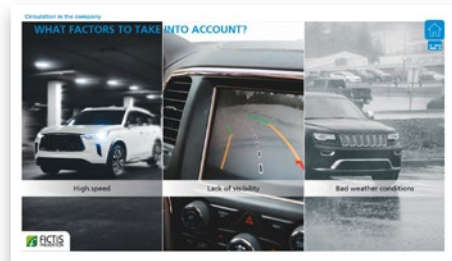 Circulation in the company
WHAT FACTORS TO TAKE INTO ACCOUNT?
High speed
Lack of visibility
Bad weather conditions
FICTIS